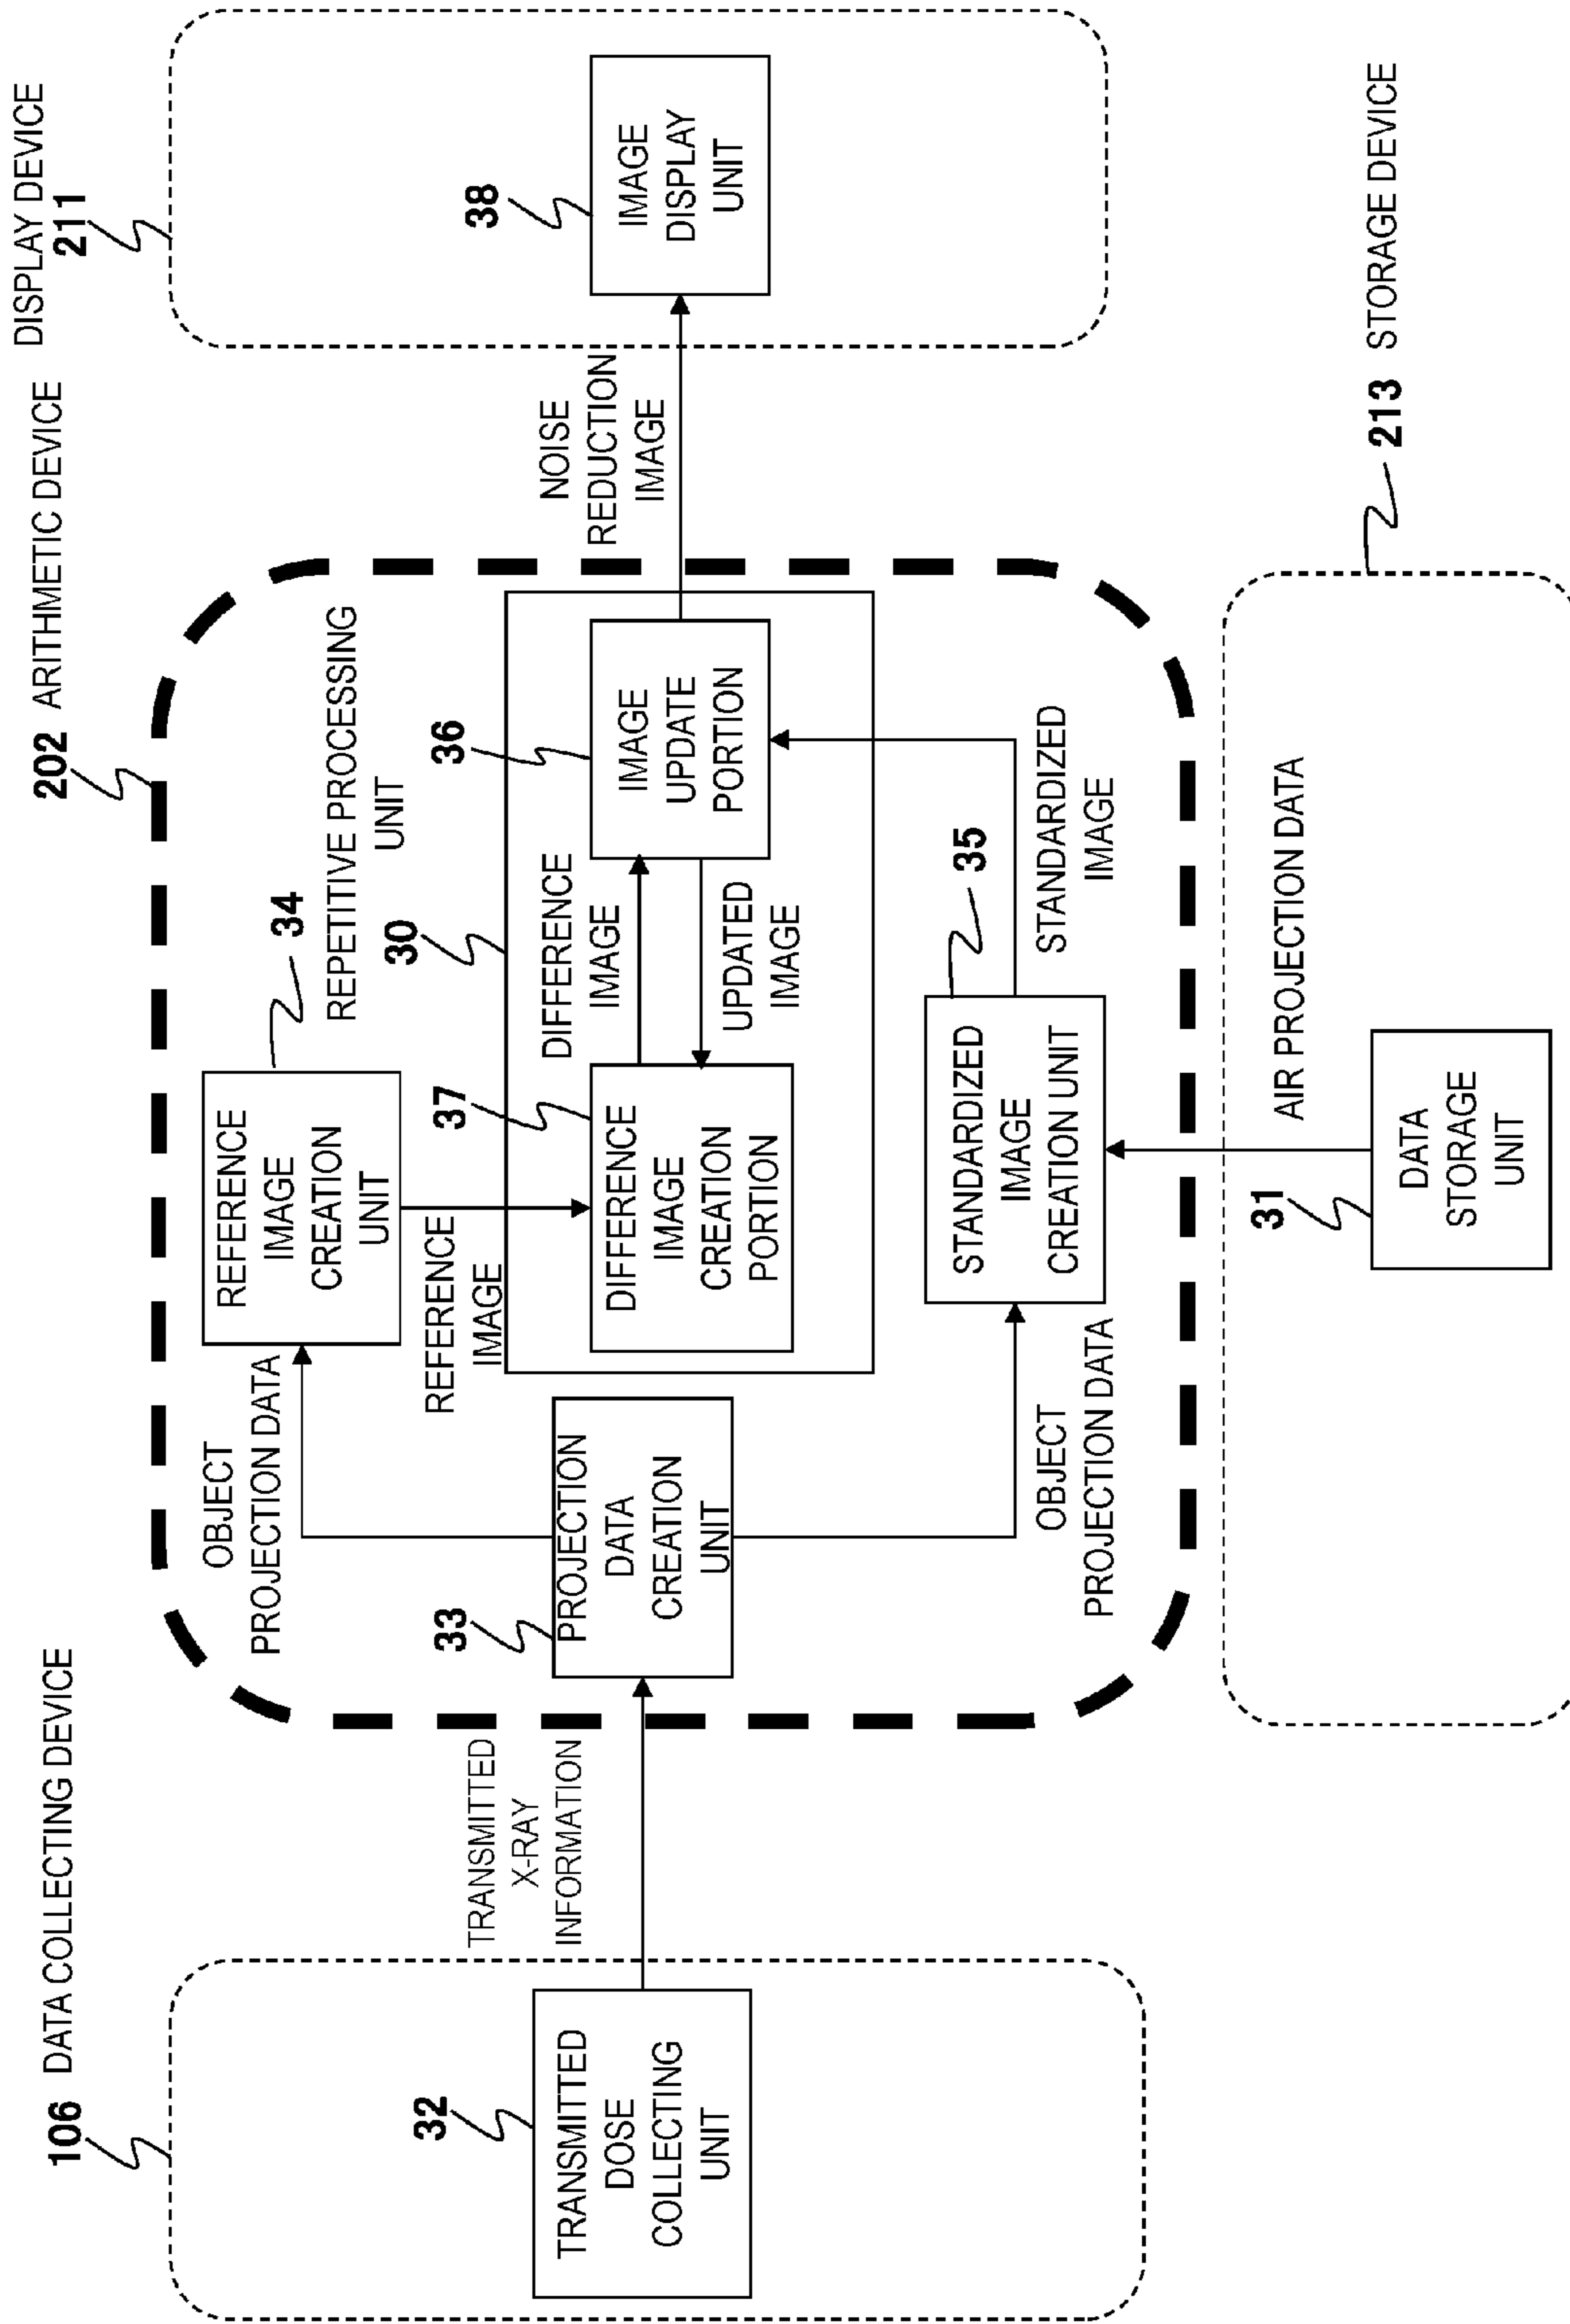 106 DATA COLLECTING DEVICE
202 ARITHMETIC DEVICE
DISPLAY DEVICE
211
32
TRANSMITTED
DOSE
COLLECTING
UNIT
TRANSMITTED
X-RAY
INFORMATION
OBJECT
PROJECTION DATA
33
PROJECTION
DATA
CREATION
UNIT
REFERENCE
IMAGE
CREATION
UNIT
34
REPETITIVE PROCESSING
UNIT
REFERENCE
IMAGE
30
37
DIFFERENCE
IMAGE
CREATION
PORTION
DIFFERENCE
IMAGE
UPDATED
IMAGE
36
IMAGE
UPDATE
PORTION
NOISE
REDUCTION
IMAGE
38
IMAGE
DISPLAY
UNIT
OBJECT
PROJECTION DATA
STANDARDIZED
IMAGE
CREATION UNIT
35
STANDARDIZED
IMAGE
AIR PROJECTION DATA
31
DATA
STORAGE
UNIT
213 STORAGE DEVICE